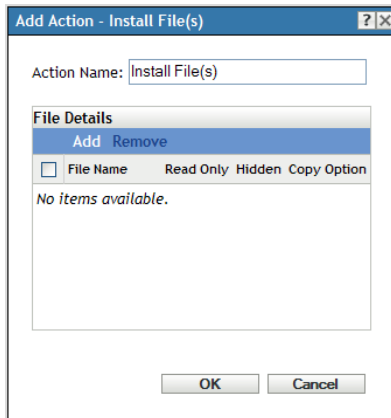 Add Action - Install File(s) ? X
Action Name: Install File(s)
File Details
Add Remove
File Name Read Only Hidden Copy Option
No items available.
OK Cancel